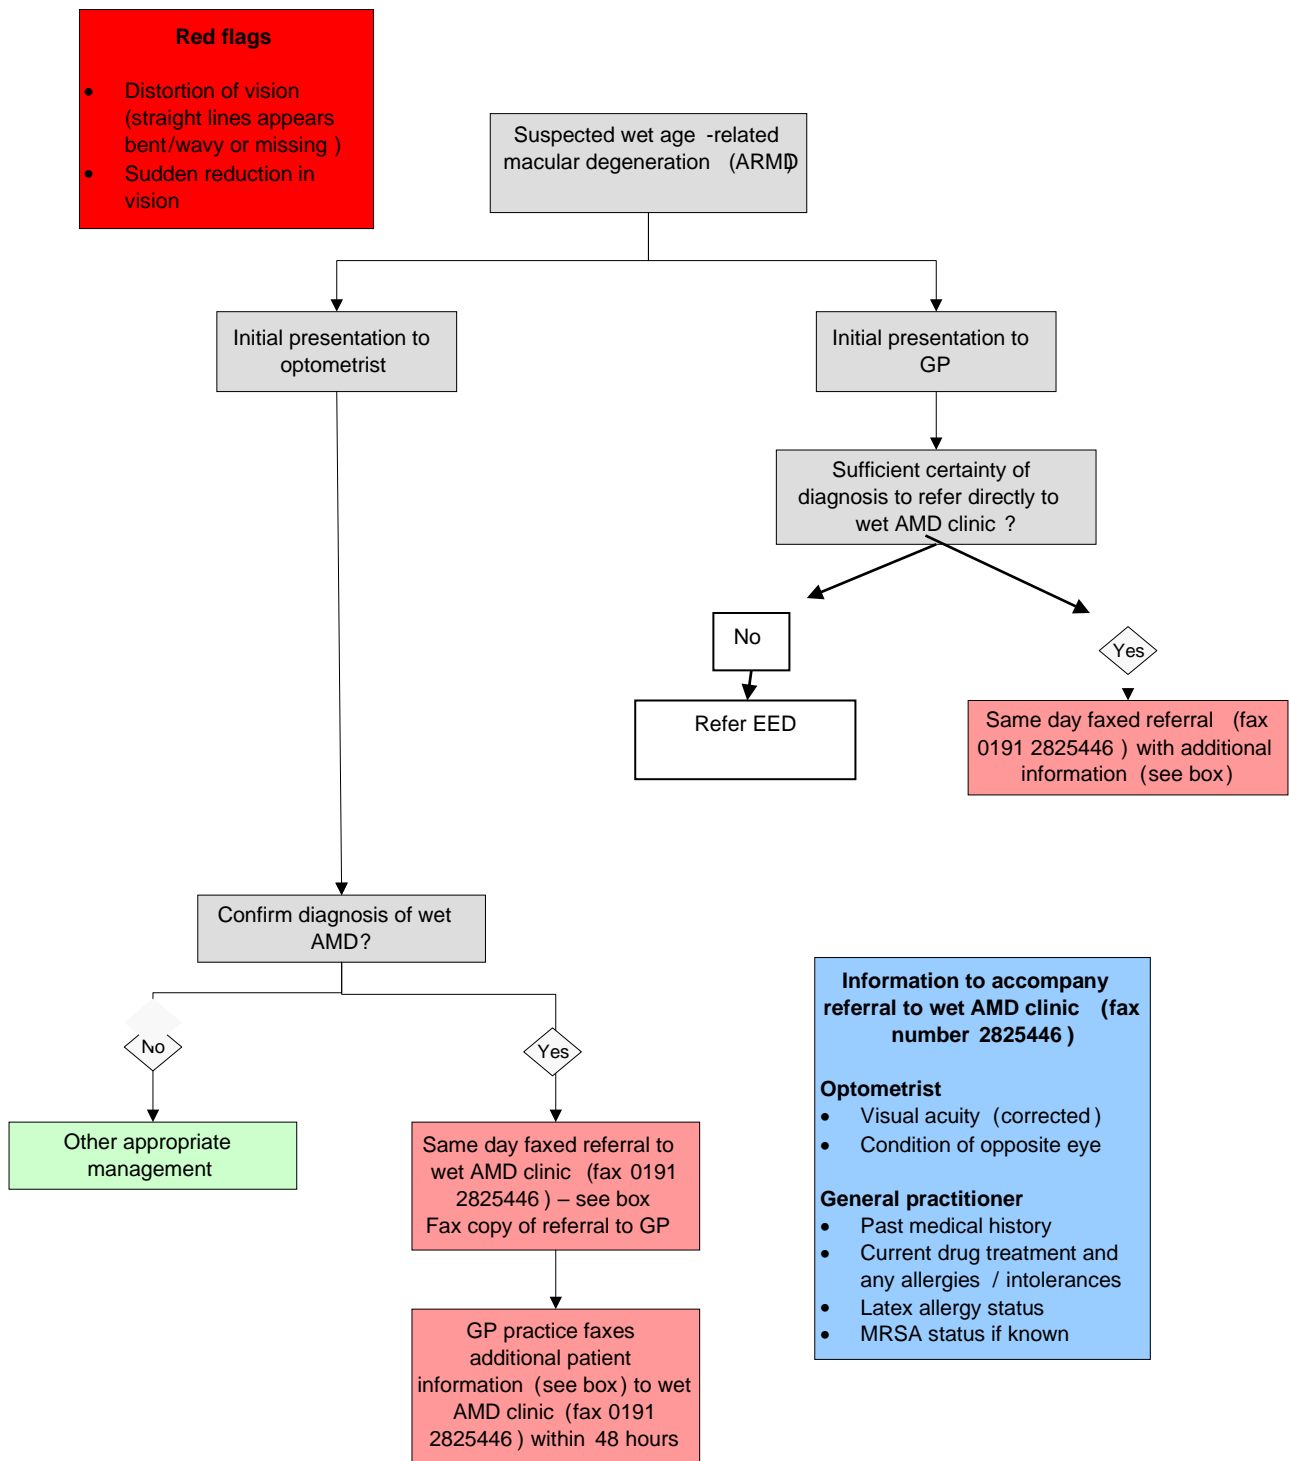 Red flags
• Distortion of vision
(straight lines appears
bent/wavy or missing )
• Sudden reduction in
vision
Suspected wet age -related
macular degeneration (ARMD)
Initial presentation to
optometrist
Initial presentation to
GP
Sufficient certainty of
diagnosis to refer directly to
wet AMD clinic ?
No
Yes
Refer EED
Same day faxed referral (fax
0191 2825446 ) with additional
information (see box)
Confirm diagnosis of wet
AMD?
No
Yes
Other appropriate
management
Same day faxed referral to
wet AMD clinic (fax 0191
2825446 ) – see box
Fax copy of referral to GP
GP practice faxes
additional patient
information (see box) to wet
AMD clinic (fax 0191
2825446 ) within 48 hours
Information to accompany
referral to wet AMD clinic (fax
number 2825446 )
Optometrist
• Visual acuity (corrected )
• Condition of opposite eye
General practitioner
• Past medical history
• Current drug treatment and
any allergies / intolerances
• Latex allergy status
• MRSA status if known